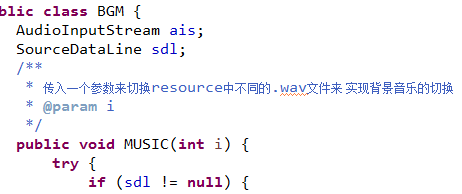 blic class BGM {
AudioInputStream ais;
SourceDataLine sdl;
/**
* 传入一个参数来切换resource中不同的.wav文件来实现背景音乐的切换
* @param i
*/
public void MUSIC(int i) {
try {
if (sdl != null) {